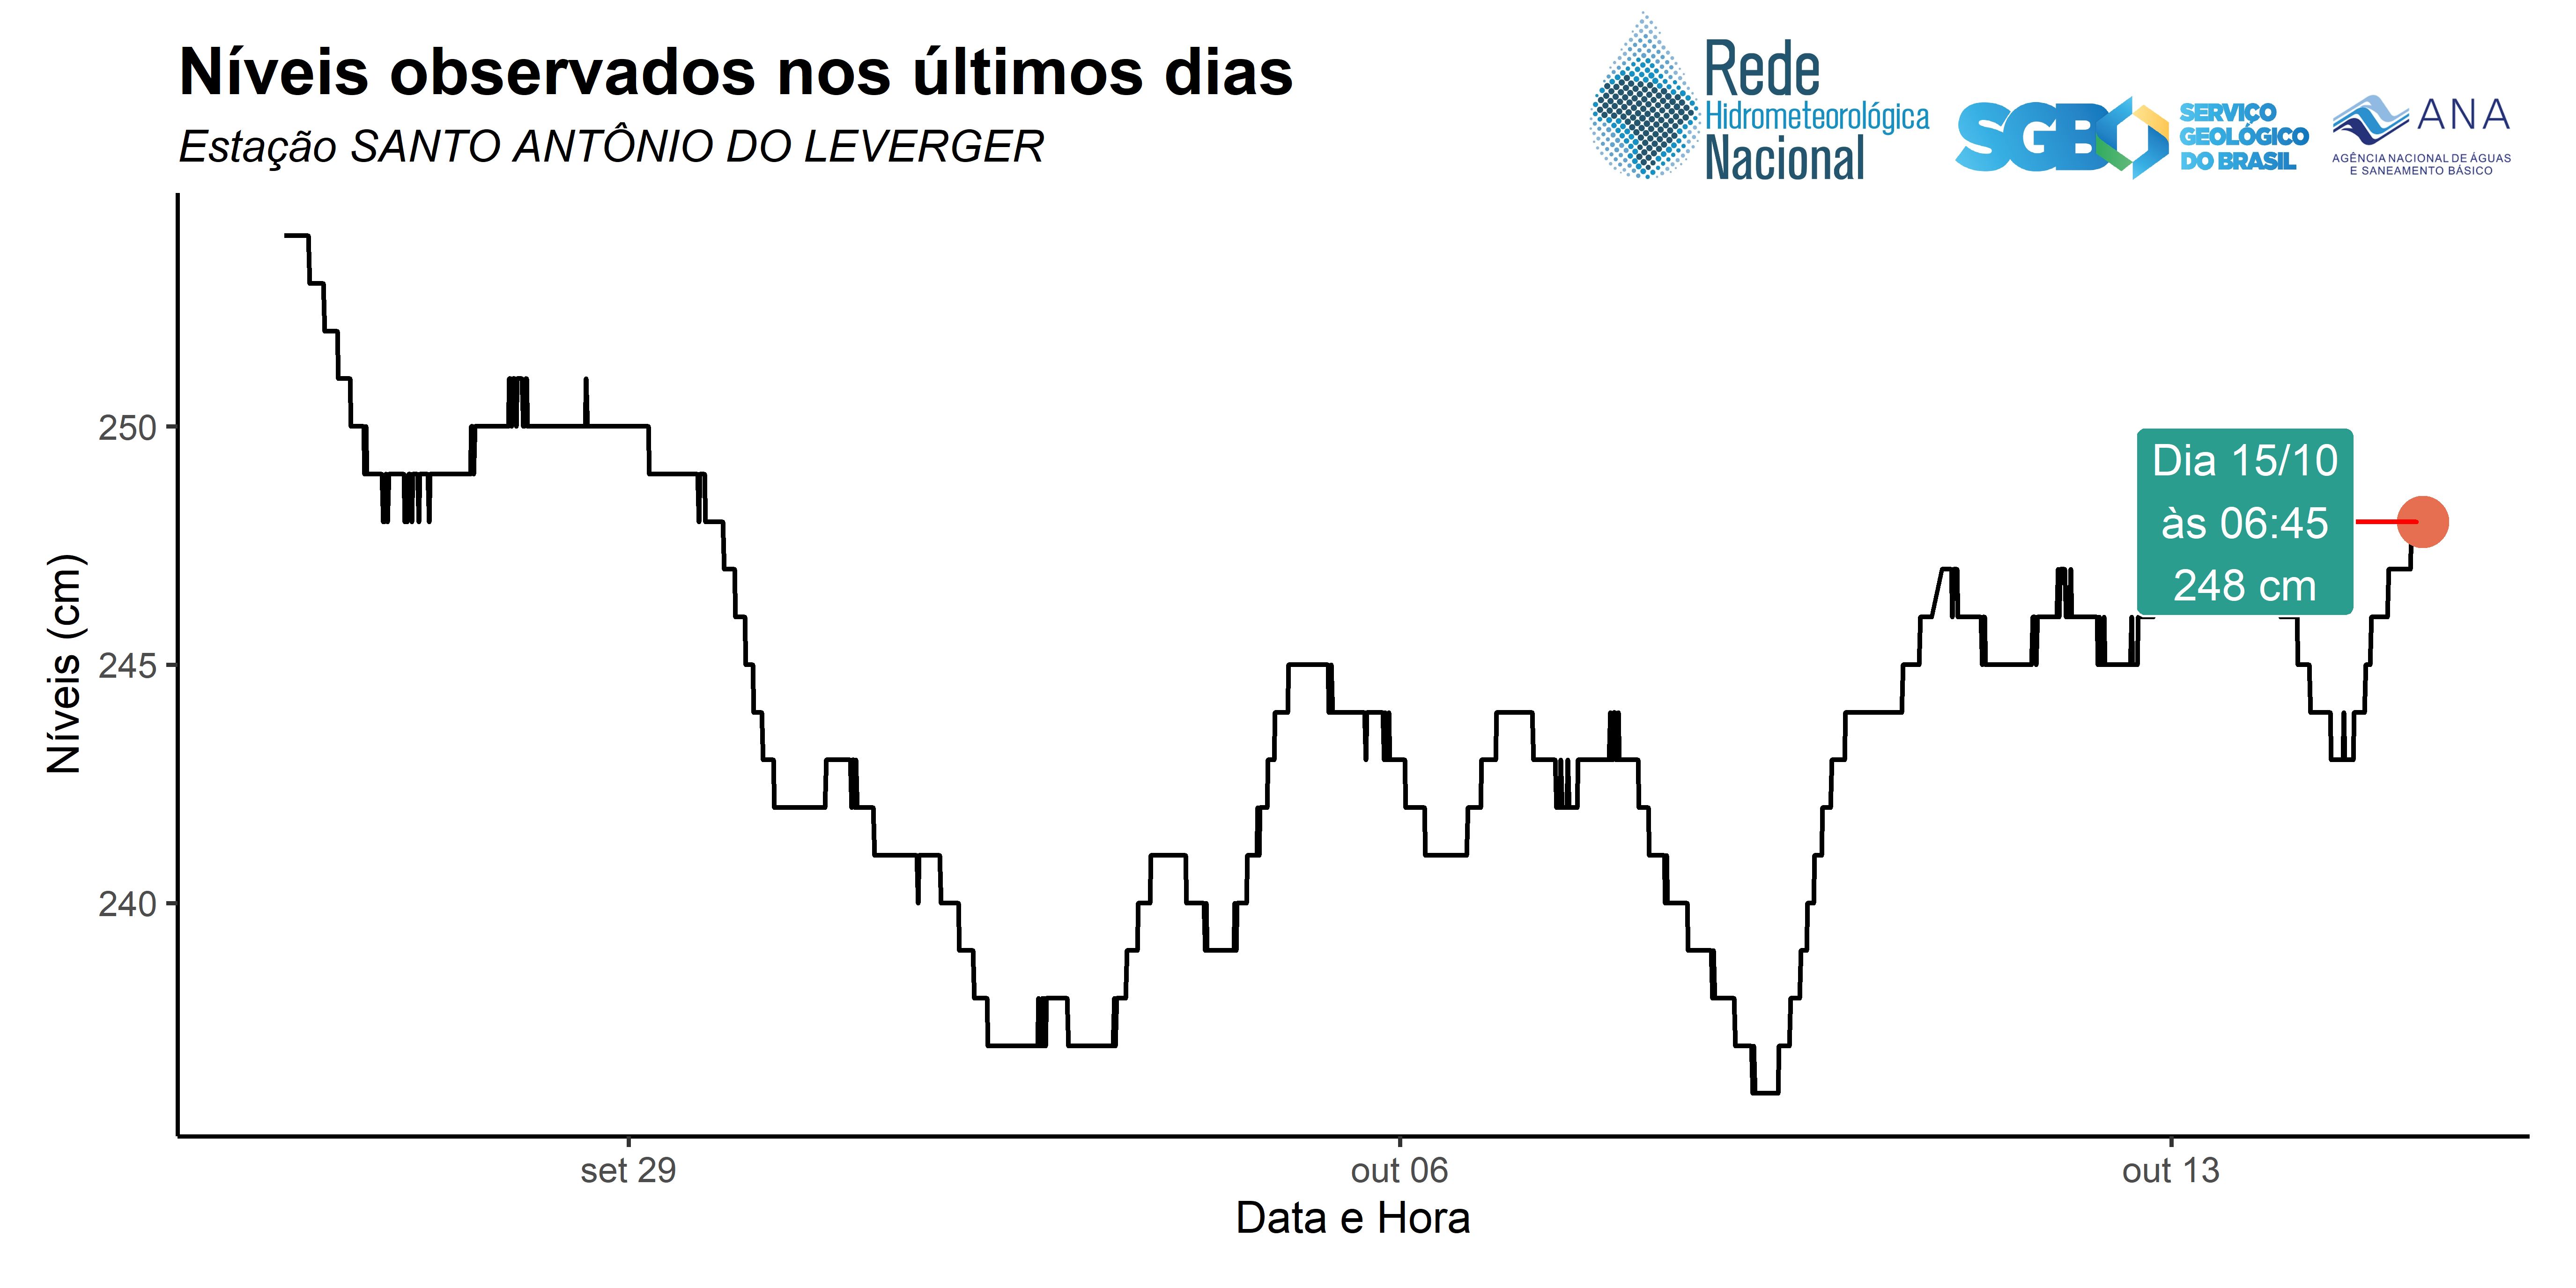 Níveis observados nos últimos dias
Estação SANTO ANTÔNIO DO LEVERGER
Rede
Hidrometeorológica
Nacional
SGB
SERVIÇO
GEOLÓGICO
DO BRASIL
ANA
AGÊNCIA NACIONAL DE ÁGUAS
E SANEAMENTO BÁSICO
Níveis (cm)
250
245
240
Dia 15/10
às 06:45
248 cm
set 29
out 06
out 13
Data e Hora